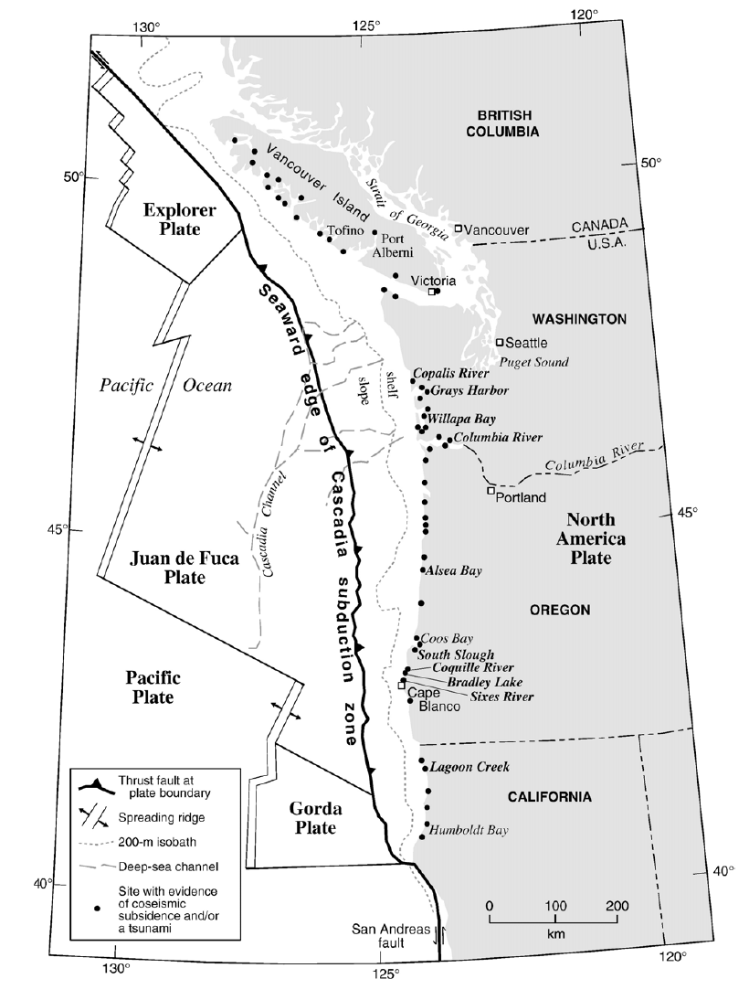 130°
125°
120°
BRITISH
COLUMBIA
50°
50°
Vancouver Island
Strait of Georgia
Explorer
Plate
Tofino
Port
Alberni
Vancouver
CANADA
U.S.A.
Victoria
Seaward edge of Cascadia subduction zone
WASHINGTON
Seattle
Puget Sound
Pacific Ocean
slope
shelf
Copalis River
Grays Harbor
Willapa Bay
Columbia River
Columbia River
Portland
Cascadia Channel
45°
45°
North
America
Plate
Juan de Fuca
Plate
Alsea Bay
OREGON
Coos Bay
South Slough
Coquille River
Bradley Lake
Sixes River
Cape
Blanco
Pacific
Plate
Lagoon Creek
CALIFORNIA
Gorda
Plate
Humboldt Bay
Thrust fault at
plate boundary
Spreading ridge
200-m isobath
Deep-sea channel
Site with evidence
of coseismic
subsidence and/or
a tsunami
40°
40°
0 100 200
km
San Andreas
fault
130°
125°
120°